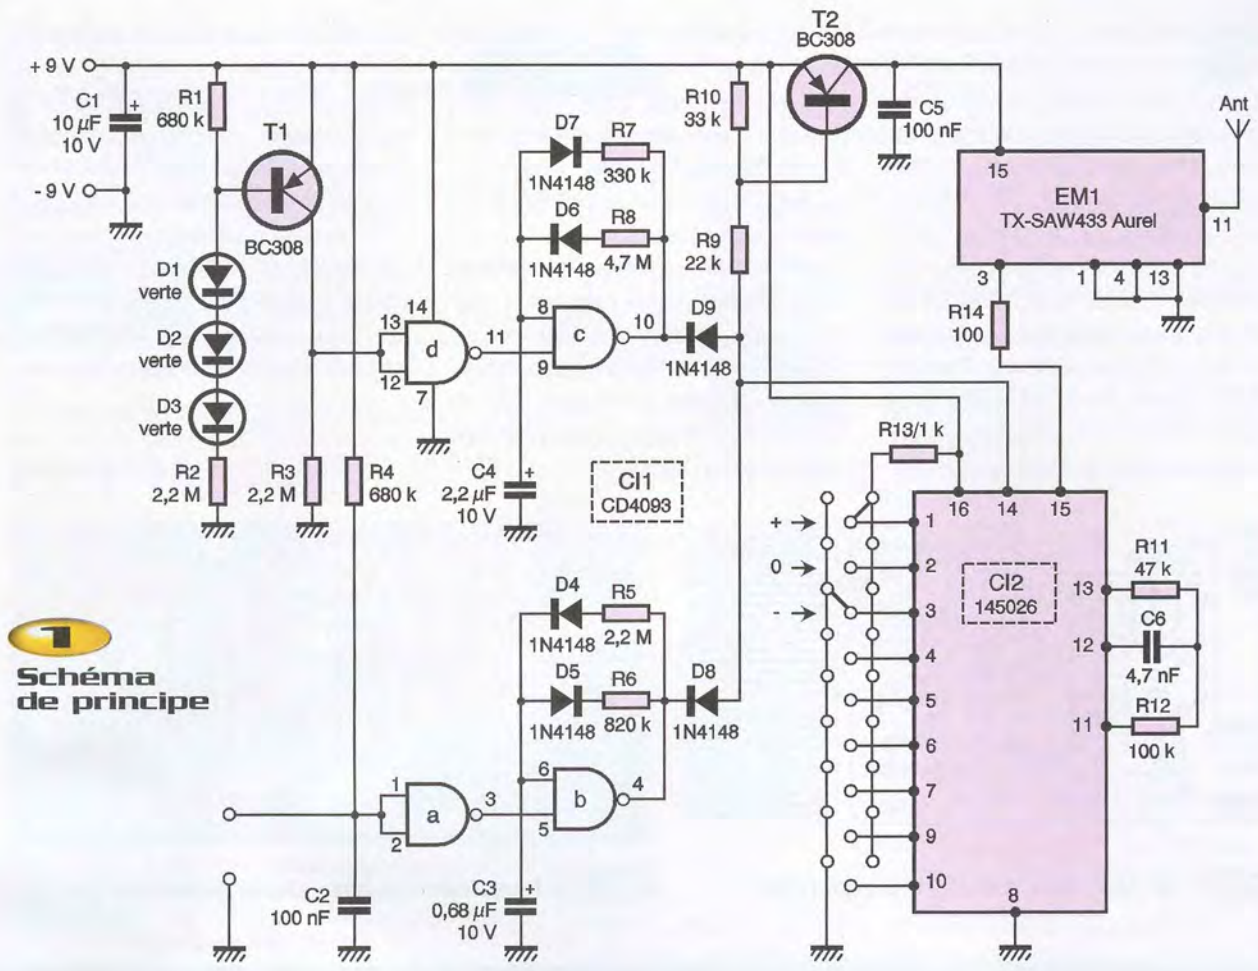 + 9 V
C1
10 µF
10 V
+
- 9 V
R1
680 k
T1
BC308
D1
verte
D2
verte
D3
verte
R2
2,2 M
R3
2,2 M
R4
680 k
13
14
12
d
11
7
D7
R7
1N4148
330 k
D6
R8
1N4148
4,7 M
8
9
c
10
D9
1N4148
C4
2,2 µF
10 V
+
CI1
CD4093
R10
33 k
R9
22 k
T2
BC308
C5
100 nF
Ant
15
EM1
TX-SAW433 Aurel
11
3
1
4
13
R14
100
R13/1 k
16
14
15
+
0
-
1
2
3
4
5
6
7
9
10
CI2
145026
13
12
11
8
R11
47 k
C6
4,7 nF
R12
100 k
D4
R5
1N4148
2,2 M
D5
R6
1N4148
820 k
D8
1N4148
6
5
b
4
1
2
a
3
C2
100 nF
C3
0,68 µF
10 V
+
1
Schéma
de principe